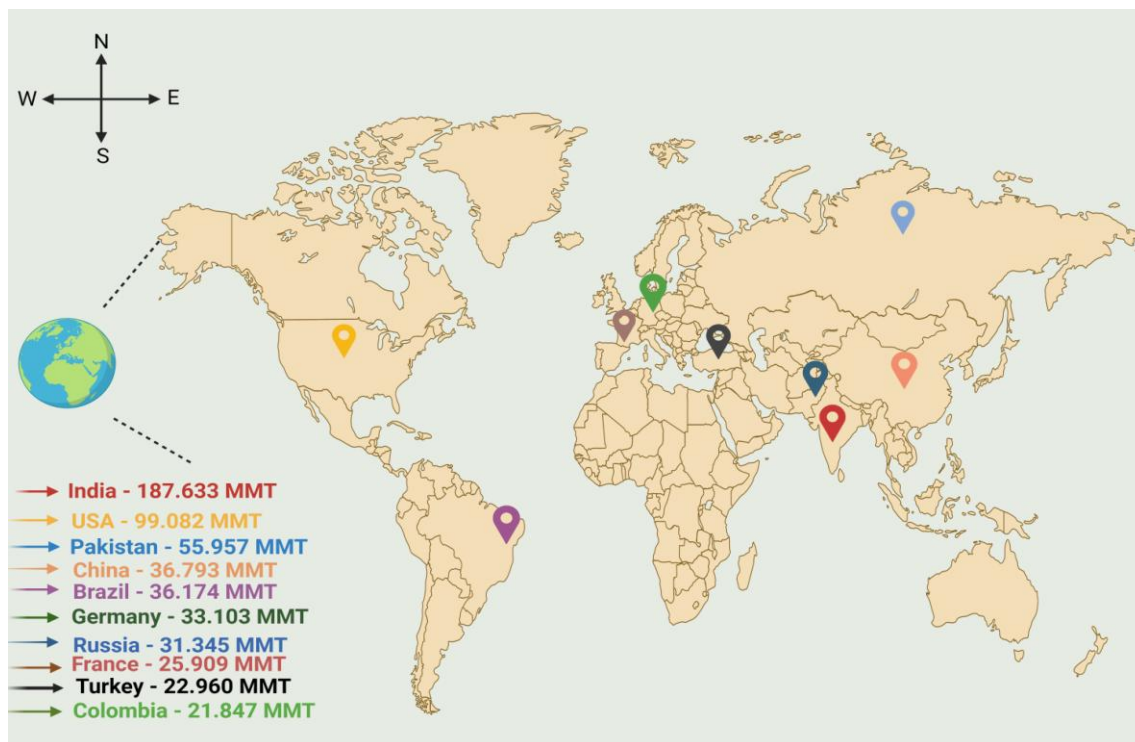 N
W E
S
India - 187.633 MMT
USA - 99.082 MMT
Pakistan - 55.957 MMT
China - 36.793 MMT
Brazil - 36.174 MMT
Germany - 33.103 MMT
Russia - 31.345 MMT
France - 25.909 MMT
Turkey - 22.960 MMT
Colombia - 21.847 MMT